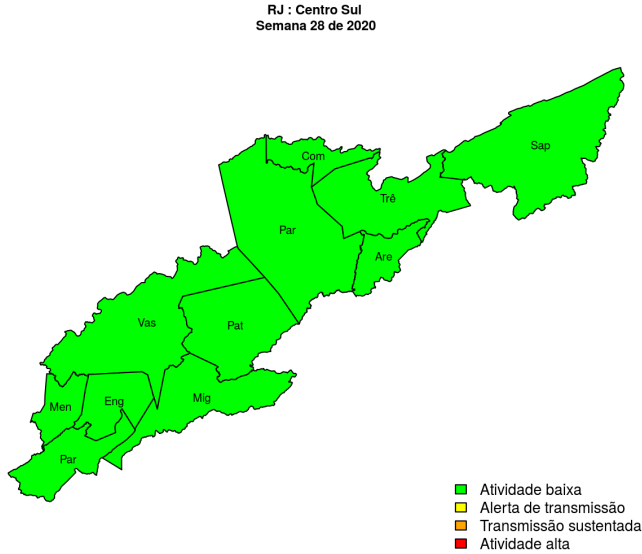 RJ : Centro Sul
Semana 28 de 2020
Sap
Com
Trê
Par
Are
Vas
Pat
Men
Eng
Mig
Par
Atividade baixa
Alerta de transmissão
Transmissão sustentada
Atividade alta